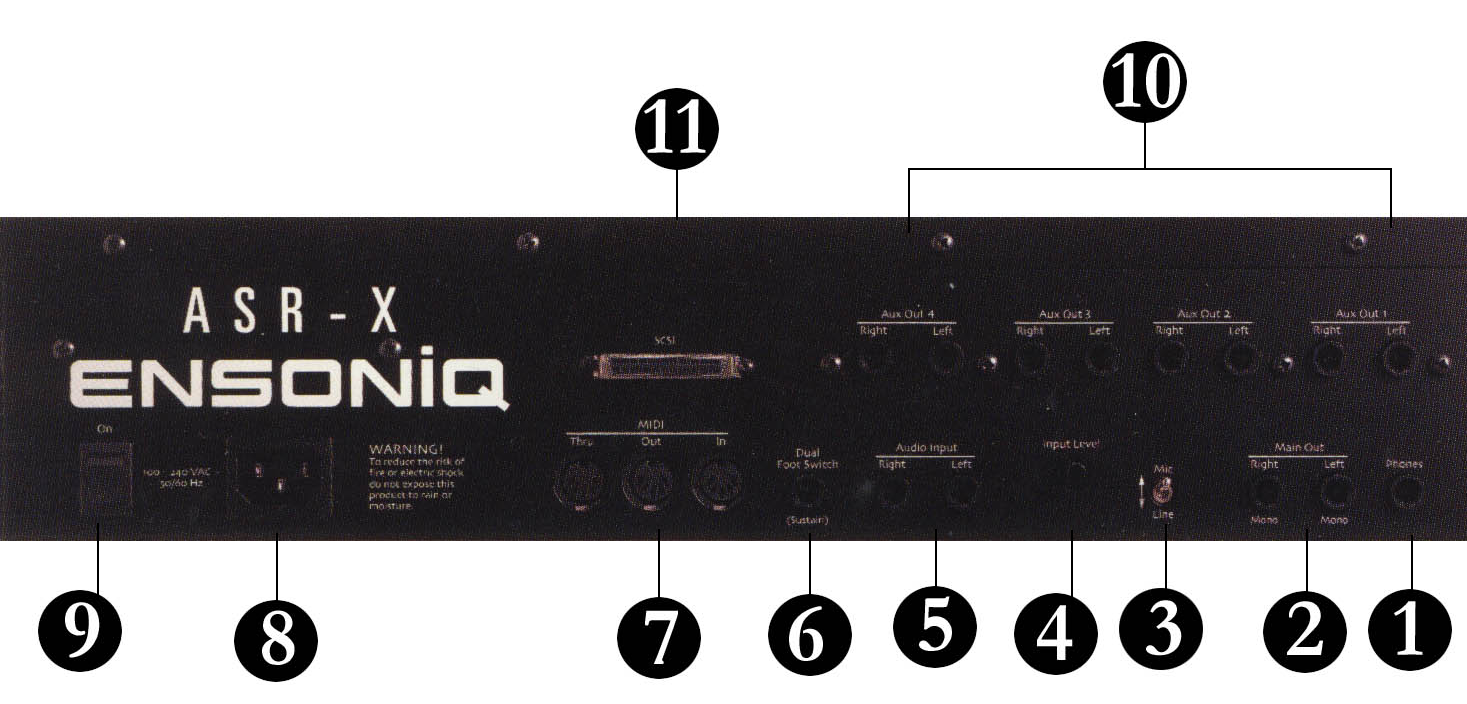 10
11
ASR-X
ENSONiQ
SCSI
Aux Out 4
Right Left
Aux Out 3
Right Left
Aux Out 2
Right Left
Aux Out 1
Right Left
On
100 - 240 VAC -
50/60 Hz
WARNING!
To reduce the risk of
fire or electric shock
do not expose this
product to rain or
moisture.
MIDI
Thru Out In
Dual
Foot Switch
(Sustain)
Audio Input
Right Left
Input Level
Mic
Line
Main Out
Right Left
Mono Mono
Phones
9
8
7
6
5
4
3
2
1